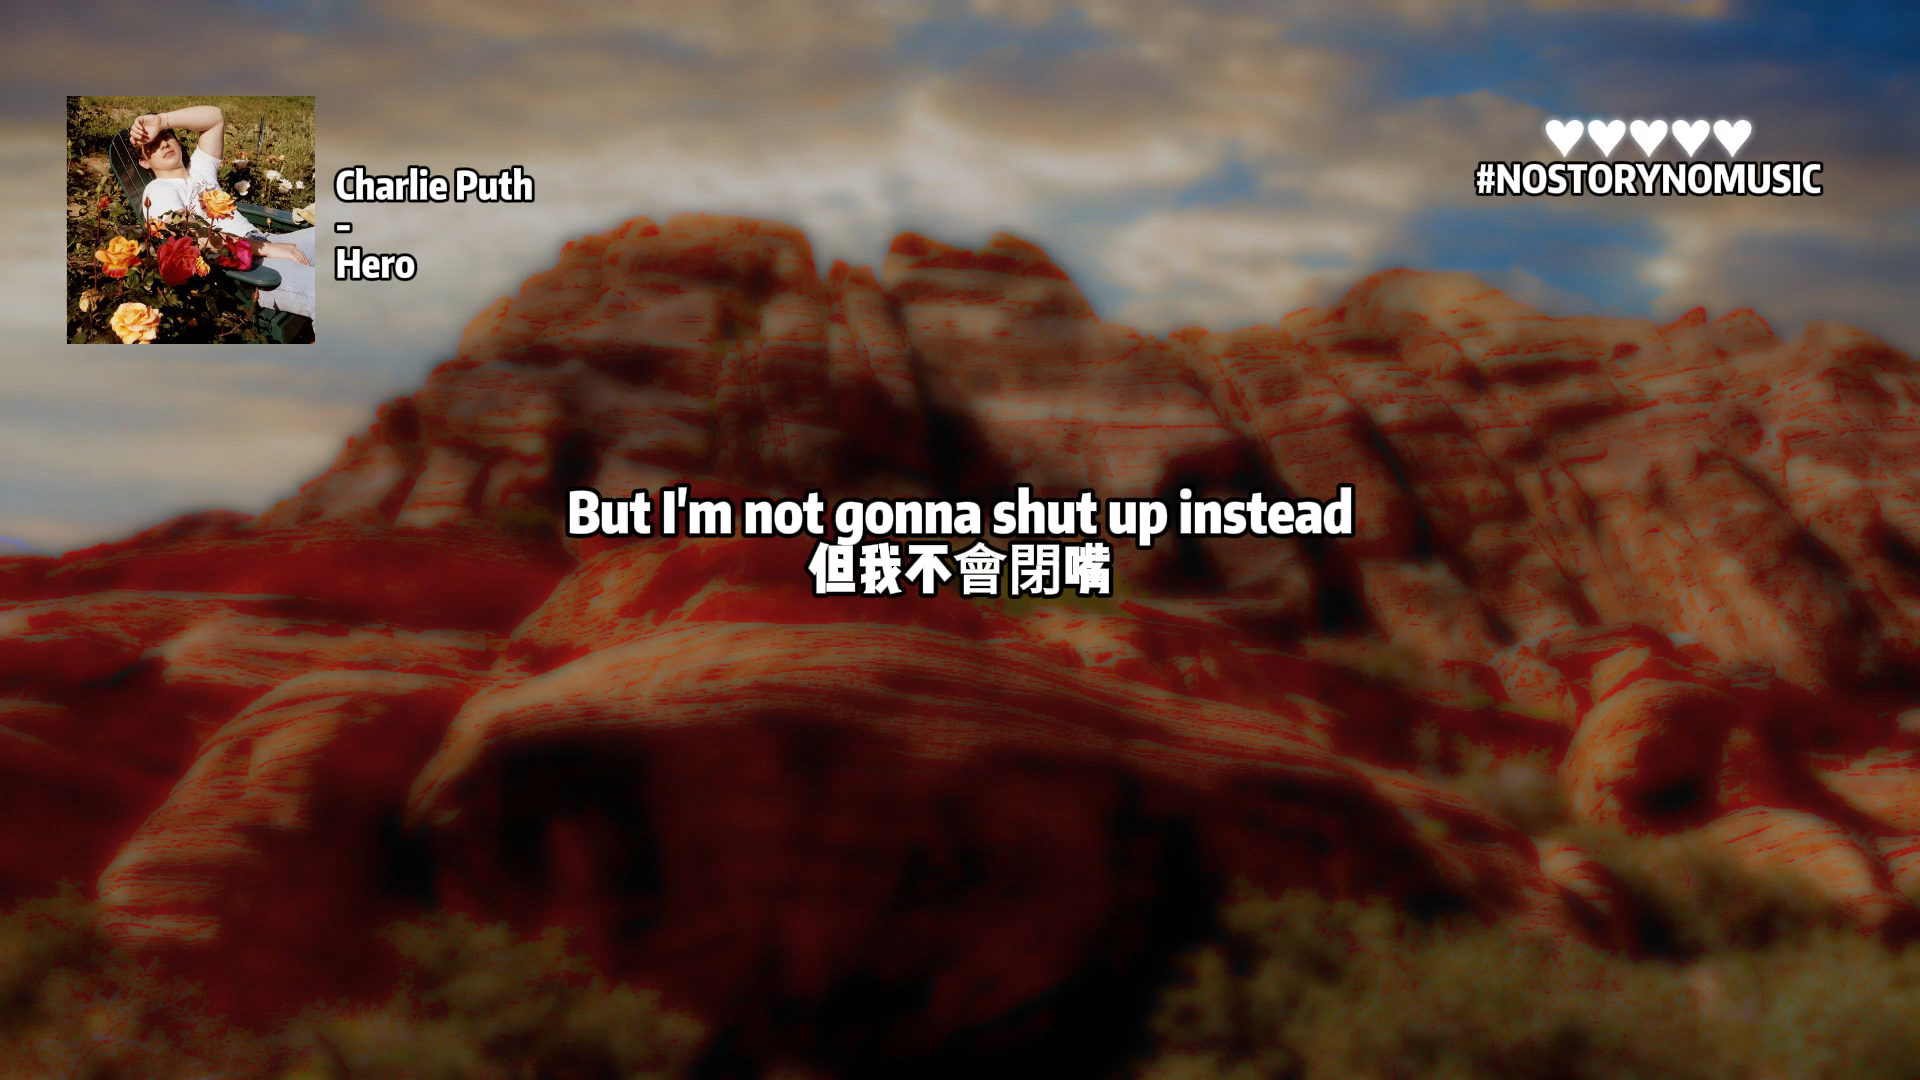 Charlie Puth
-
Hero
♥♥♥♥♥
#NOSTORYNOMUSIC
But I'm not gonna shut up instead
但我不會閉嘴